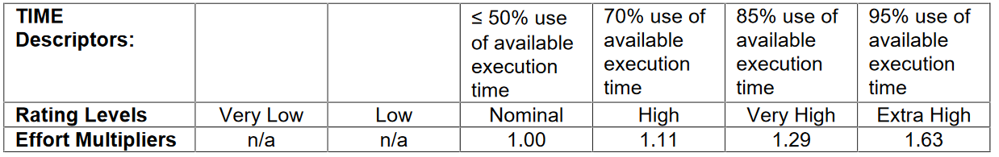 TIME Descriptors: ≤ 50% use of available execution time 70% use of available execution time 85% use of available execution time 95% use of available execution time
Rating Levels Very Low Low Nominal High Very High Extra High
Effort Multipliers n/a n/a 1.00 1.11 1.29 1.63